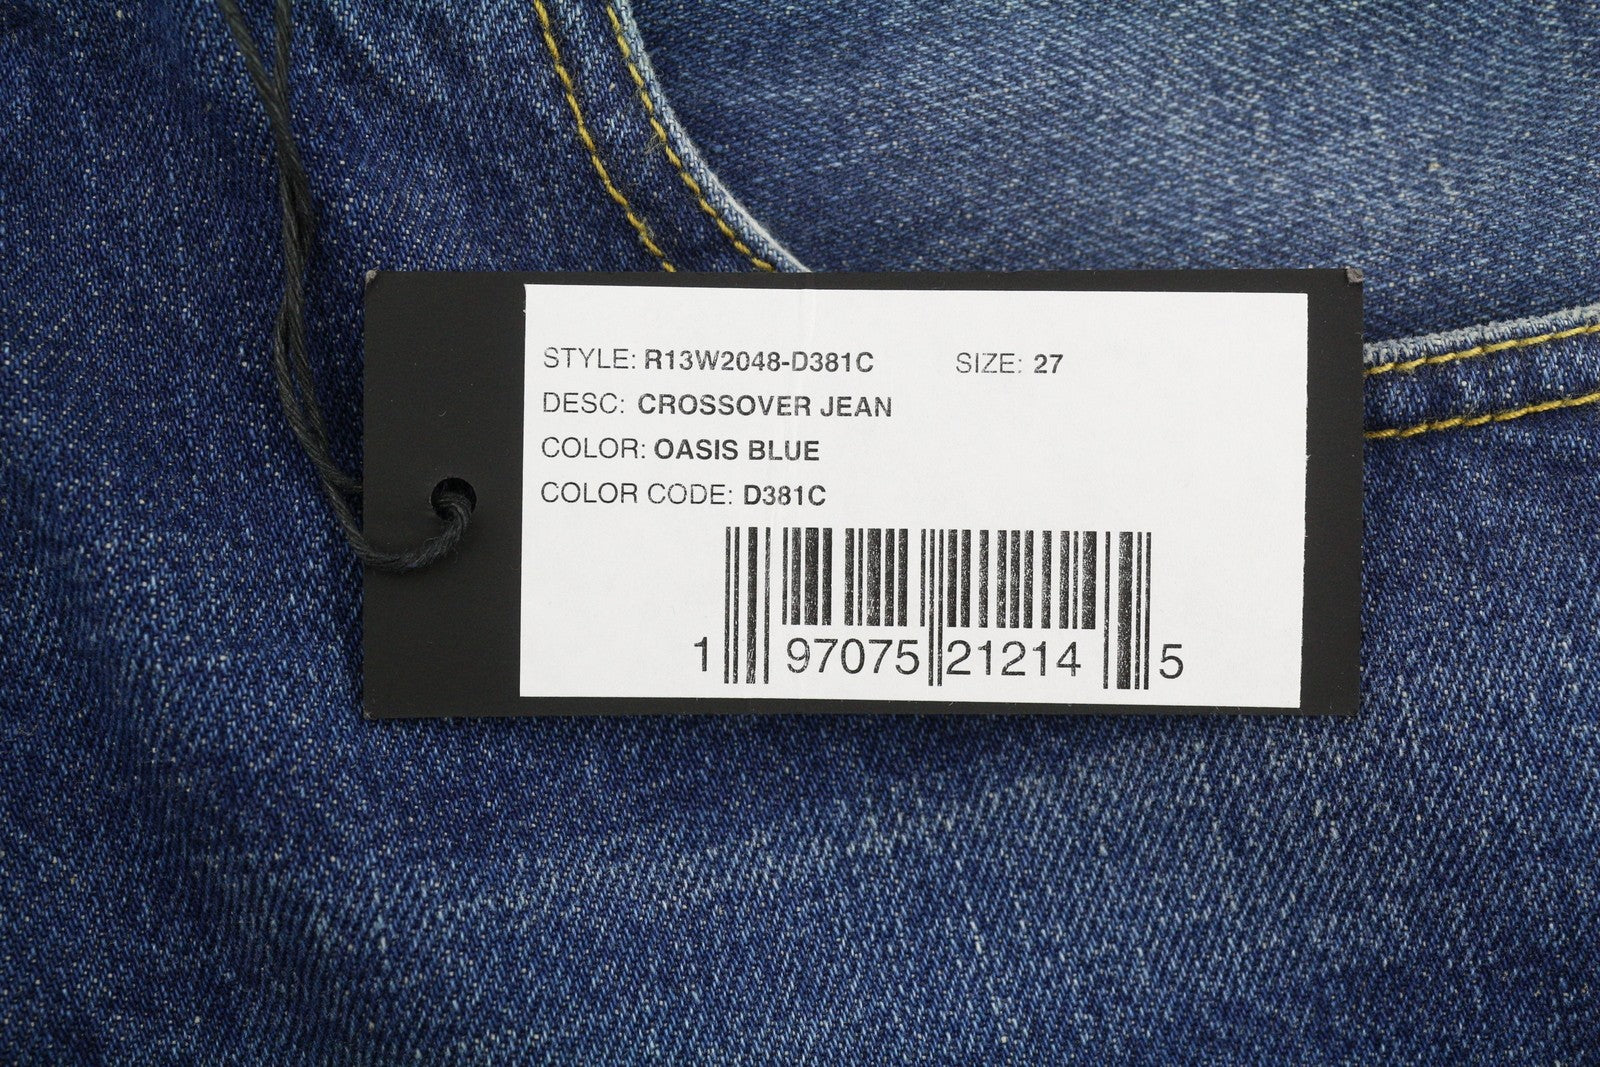 STYLE: R13W2048-D381C SIZE: 27
DESC: CROSSOVER JEAN
COLOR: OASIS BLUE
COLOR CODE: D381C
1 97075 21214 5